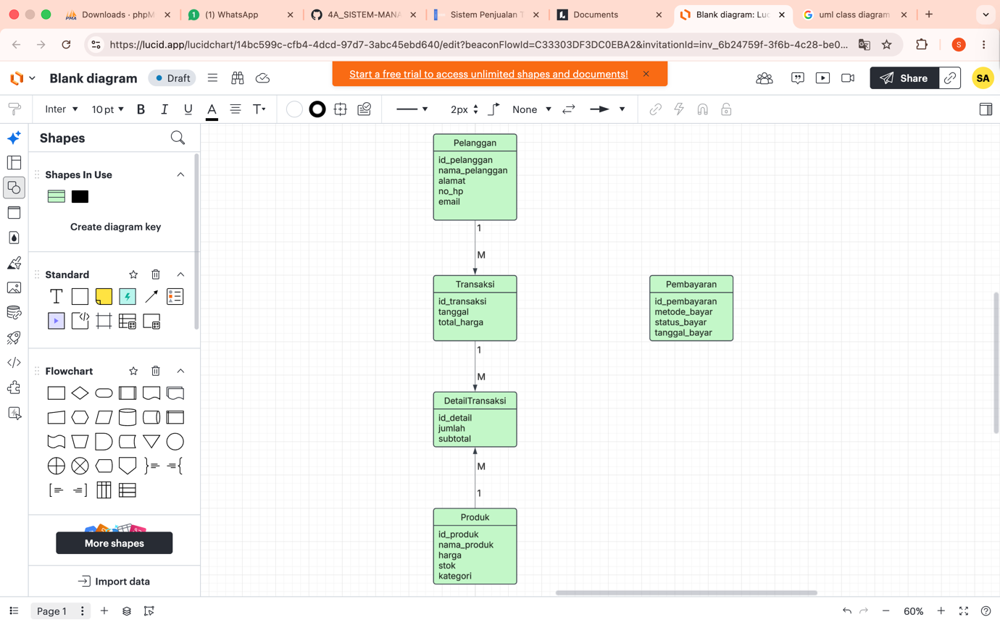 Downloads · phpM
(1) WhatsApp
4A_SISTEM-MANA
Sistem Penjualan T
Documents
Blank diagram: Luc
uml class diagram
https://lucid.app/lucidchart/14bc599c-cfb4-4dcd-97d7-3abc45ebd640/edit?beaconFlowId=C33303DF3DC0EBA2&invitationId=inv_6b24759f-3f6b-4c28-be0...
S
Blank diagram
Draft
Start a free trial to access unlimited shapes and documents!
Share
SA
Inter
10 pt
B
I
U
A
T
2px
None
Shapes
Shapes In Use
Create diagram key
Standard
T
Flowchart
More shapes
Import data
Pelanggan
id_pelanggan
nama_pelanggan
alamat
no_hp
email
1
M
Transaksi
id_transaksi
tanggal
total_harga
Pembayaran
id_pembayaran
metode_bayar
status_bayar
tanggal_bayar
1
M
DetailTransaksi
id_detail
jumlah
subtotal
M
1
Produk
id_produk
nama_produk
harga
stok
kategori
Page 1
60%